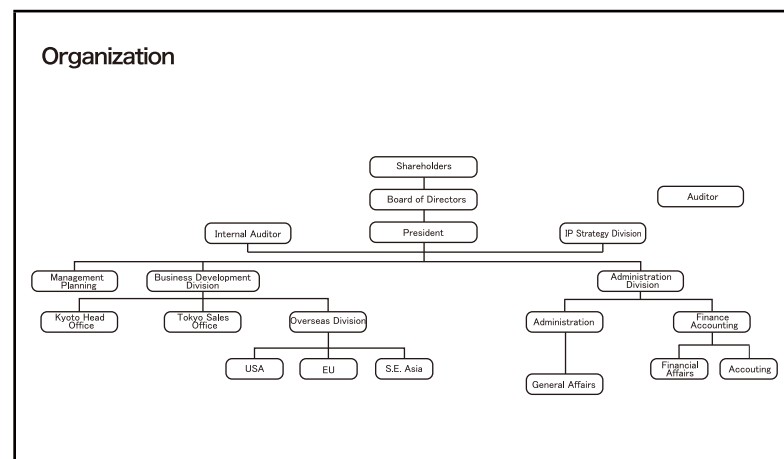 Organization
Shareholders
Board of Directors
Auditor
Internal Auditor
President
IP Strategy Division
Management
Planning
Business Development
Division
Administration
Division
Kyoto Head
Office
Tokyo Sales
Office
Overseas Division
Administration
Finance
Accounting
USA
EU
S.E. Asia
General Affairs
Financial
Affairs
Accouting